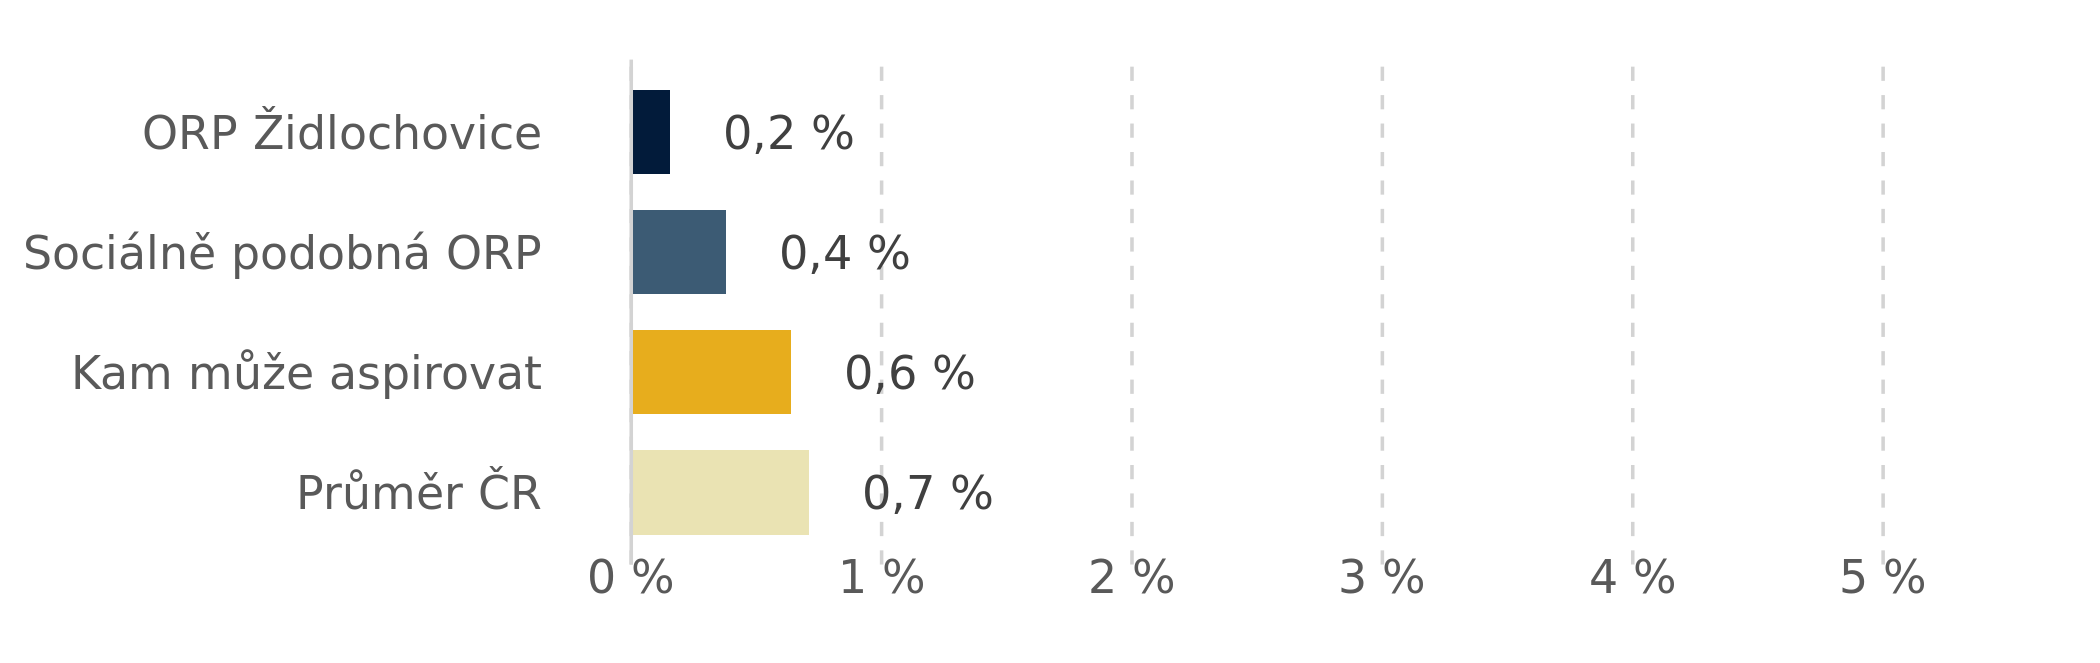 ORP Židlochovice 0,2 %
Sociálně podobná ORP 0,4 %
Kam může aspirovat 0,6 %
Průměr ČR 0,7 %
0 % 1 % 2 % 3 % 4 % 5 %